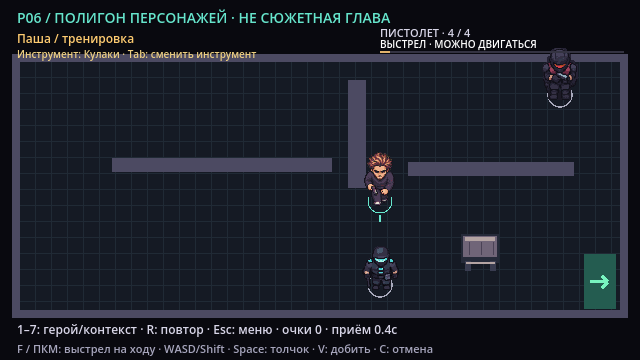 P06 / ПОЛИГОН ПЕРСОНАЖЕЙ · НЕ СЮЖЕТНАЯ ГЛАВА
Паша / тренировка
Инструмент: Кулаки · Tab: сменить инструмент
ПИСТОЛЕТ · 4 / 4
ВЫСТРЕЛ · МОЖНО ДВИГАТЬСЯ
1–7: герой/контекст · R: повтор · Esc: меню · очки 0 · приём 0.4с
F / ПКМ: выстрел на ходу · WASD/Shift · Space: толчок · V: добить · C: отмена